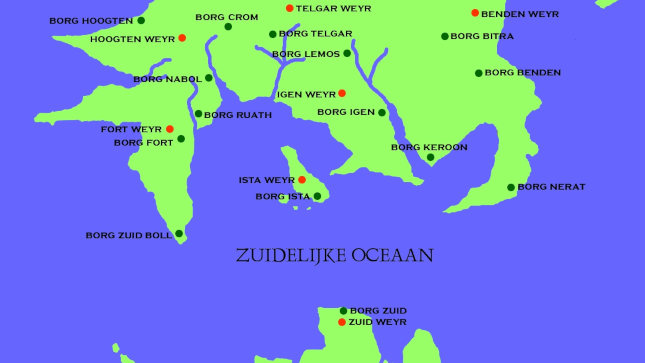 TELGAR WEYR
BENDEN WEYR
BORG HOOGTEN
BORG CROM
BORG TELGAR
BORG BITRA
HOOGTEN WEYR
BORG LEMOS
BORG BENDEN
BORG NABOL
IGEN WEYR
BORG IGEN
BORG RUATH
FORT WEYR
BORG FORT
BORG KEROON
ISTA WEYR
BORG NERAT
BORG ISTA
BORG ZUID BOLL
ZUIDELIJKE OCEAAN
BORG ZUID
ZUID WEYR